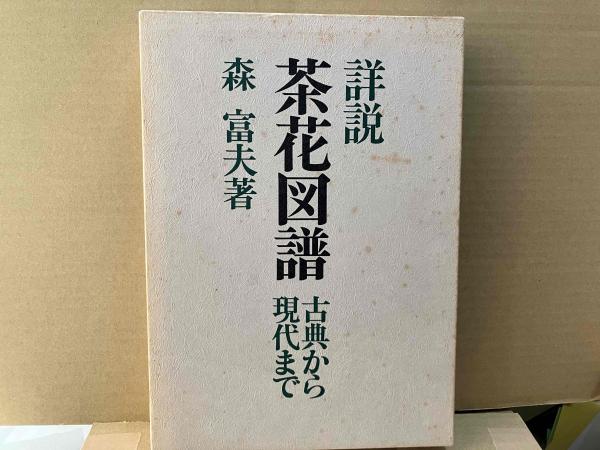 詳説
茶花図譜
古典から
現代まで
森富夫著